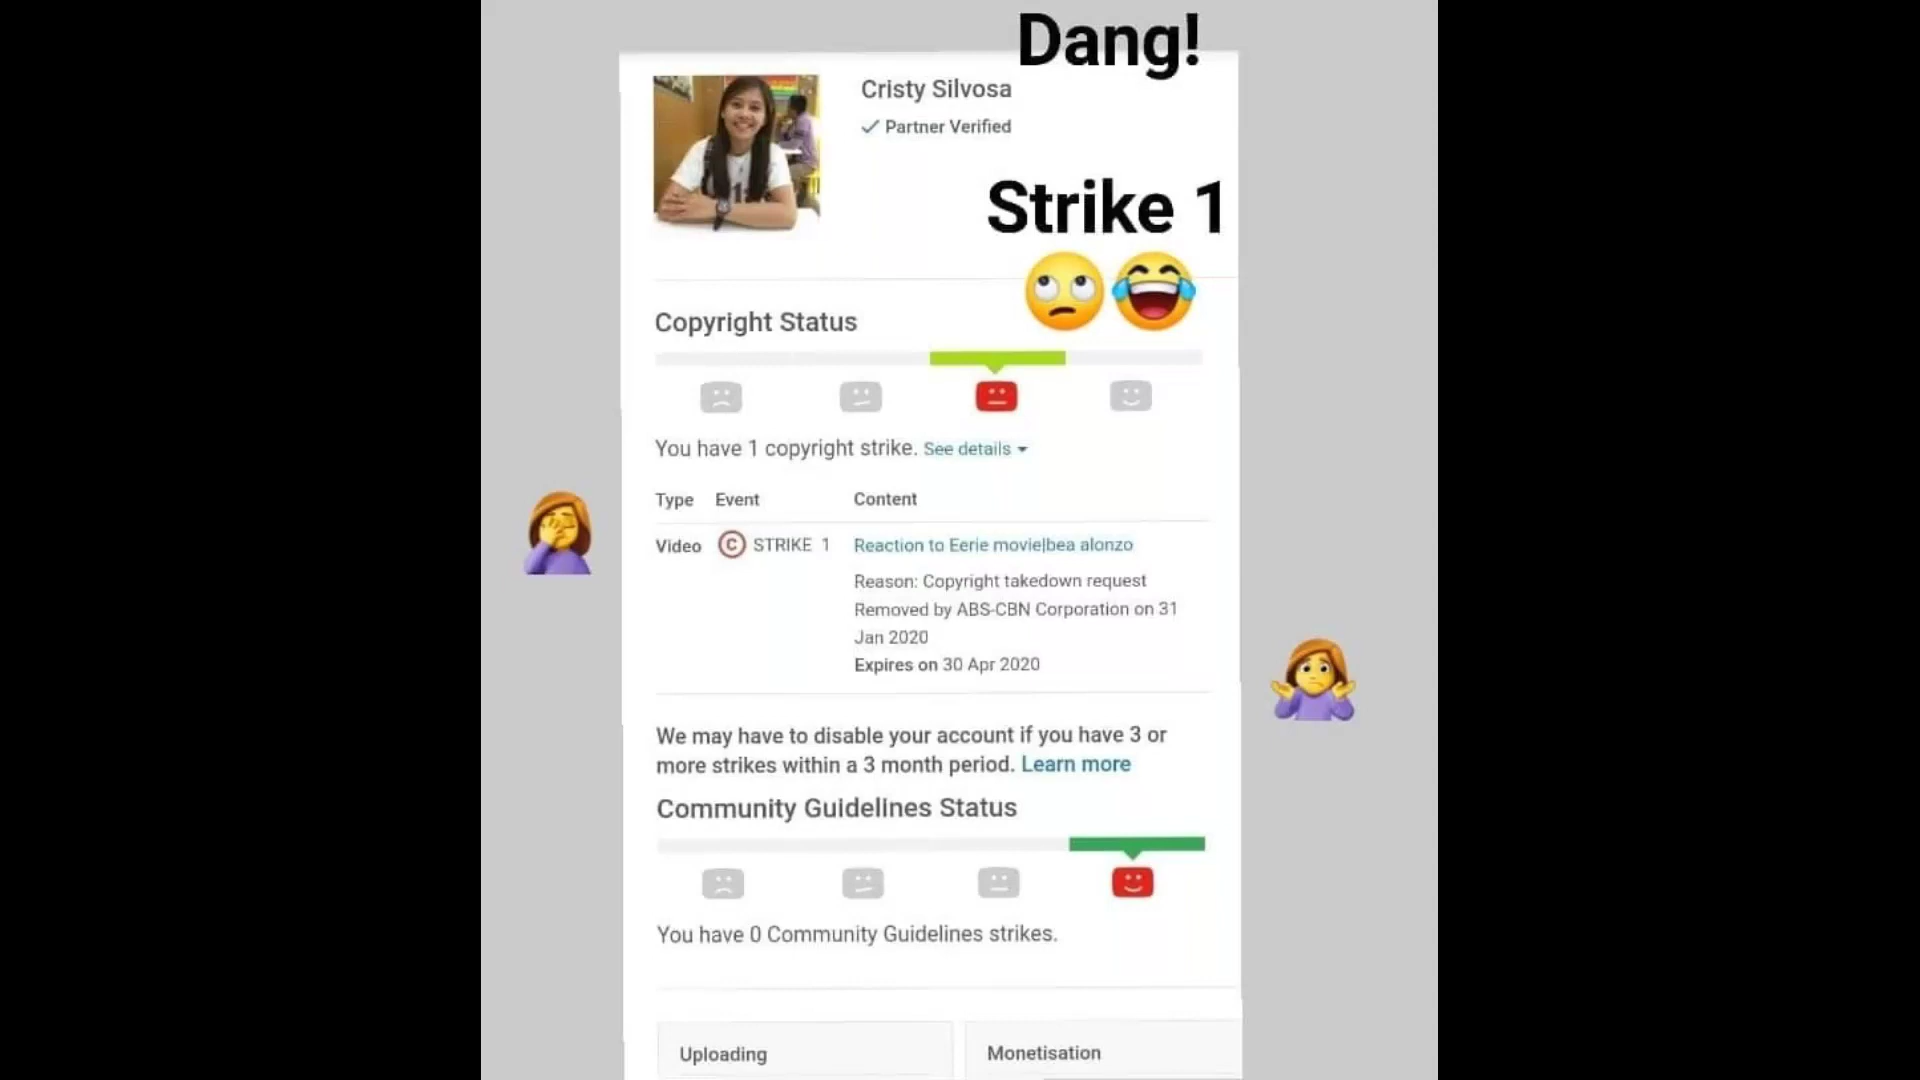 Dang!
Cristy Silvosa
Partner Verified
Strike 1
Copyright Status
You have 1 copyright strike. See details
Type Event Content
Video C STRIKE 1 Reaction to Eerie movie|bea alonzo
Reason: Copyright takedown request
Removed by ABS-CBN Corporation on 31
Jan 2020
Expires on 30 Apr 2020
We may have to disable your account if you have 3 or
more strikes within a 3 month period. Learn more
Community Guidelines Status
You have 0 Community Guidelines strikes.
Uploading Monetisation